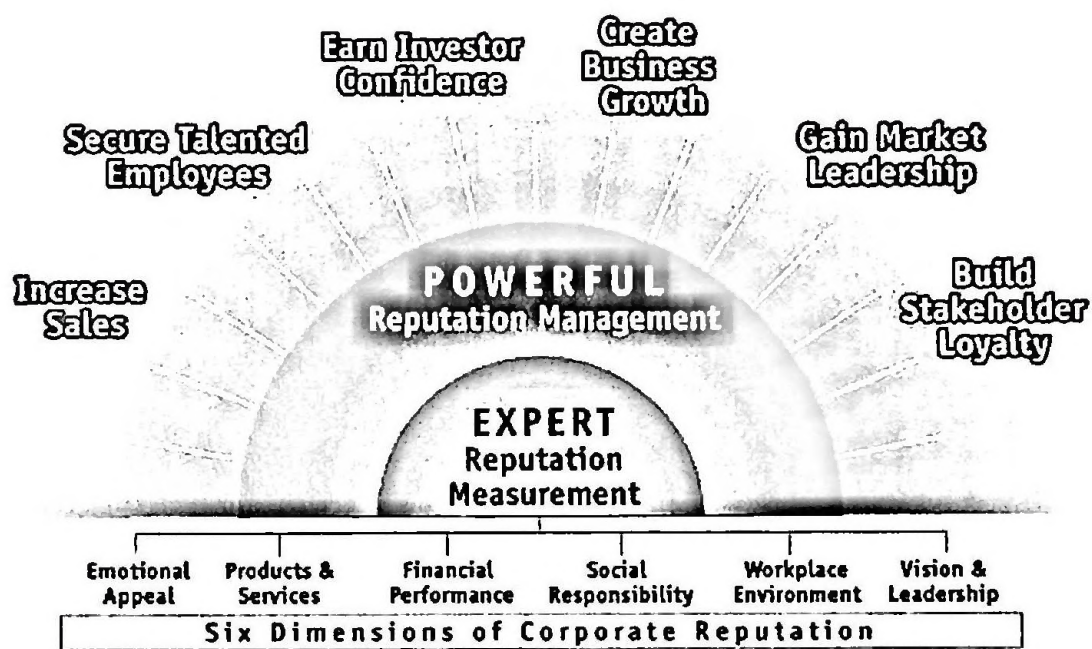 Earn Investor
Confidence
Create
Business
Growth
Secure Talented
Employees
Gain Market
Leadership
Increase
Sales
Build
Stakeholder
Loyalty
POWERFUL
Reputation Management
EXPERT
Reputation
Measurement
Emotional
Appeal
Products &
Services
Financial
Performance
Social
Responsibility
Workplace
Environment
Vision &
Leadership
Six Dimensions of Corporate Reputation